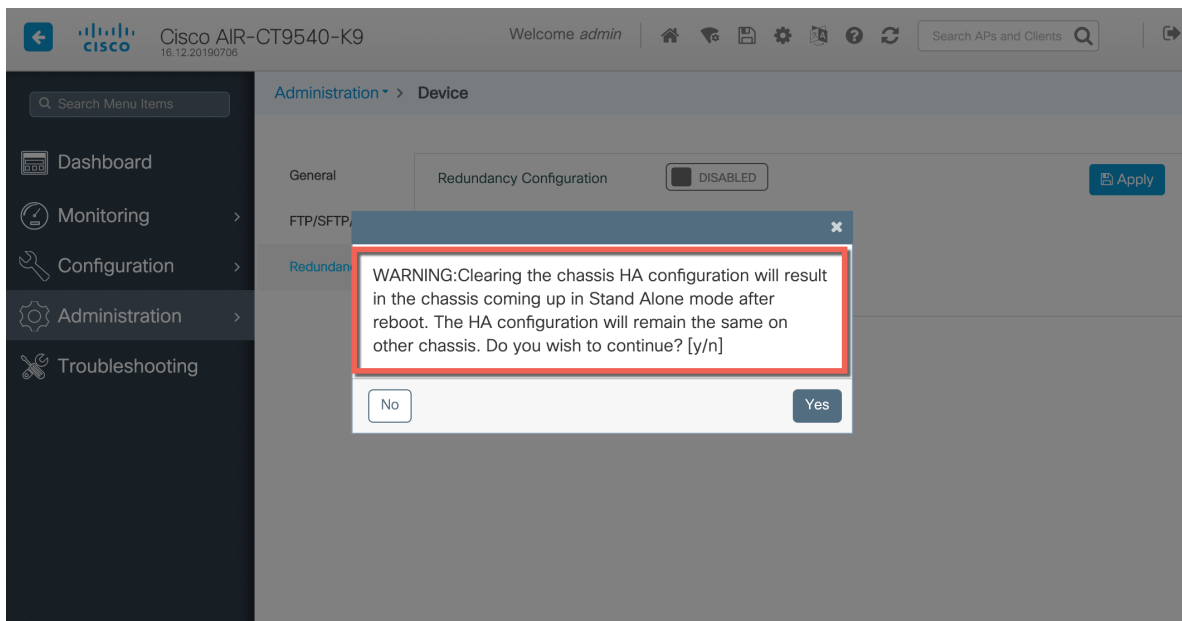 CISCO
Cisco AIR-CT9540-K9
16.12.20190706
Welcome admin
Search APs and Clients
Search Menu Items
Dashboard
Monitoring
Configuration
Administration
Troubleshooting
Administration > Device
General
FTP/SFTP/
Redundan
Redundancy Configuration
DISABLED
Apply
WARNING:Clearing the chassis HA configuration will result
in the chassis coming up in Stand Alone mode after
reboot. The HA configuration will remain the same on
other chassis. Do you wish to continue? [y/n]
No
Yes